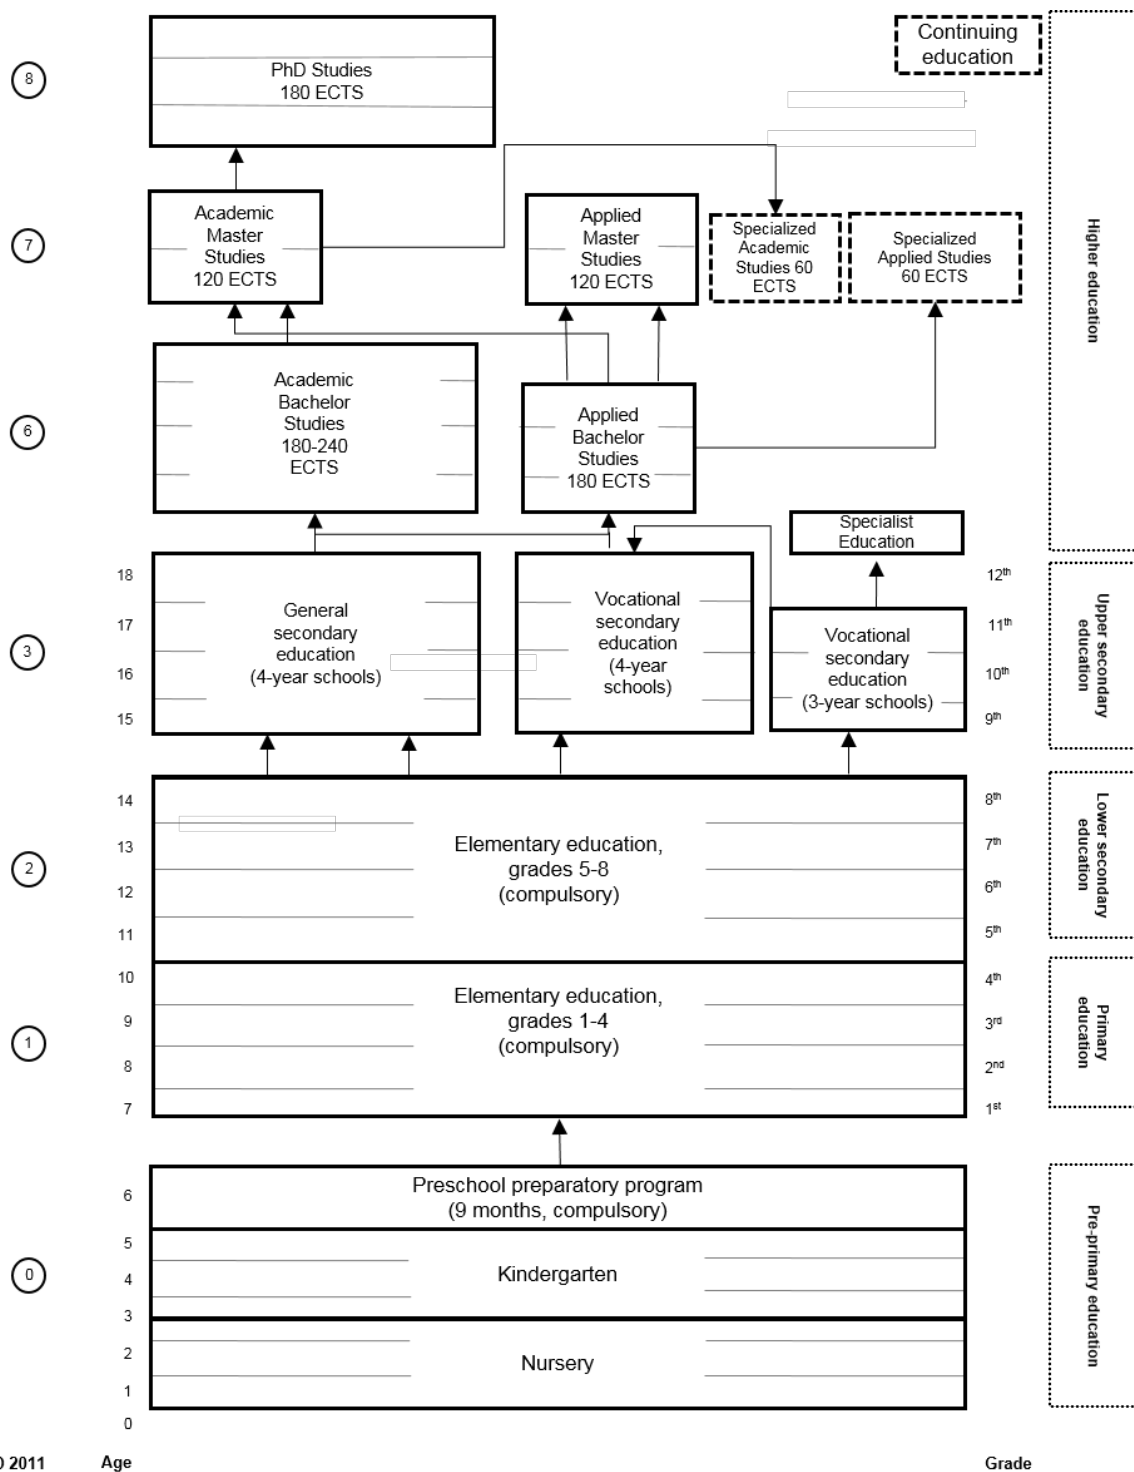 Continuing
education
8
PhD Studies
180 ECTS
7
Academic
Master
Studies
120 ECTS
Applied
Master
Studies
120 ECTS
Specialized
Academic
Studies 60
ECTS
Specialized
Applied Studies
60 ECTS
Higher education
6
Academic
Bachelor
Studies
180-240
ECTS
Applied
Bachelor
Studies
180 ECTS
Specialist
Education
3
18
17
16
15
General
secondary
education
(4-year schools)
Vocational
secondary
education
(4-year
schools)
Vocational
secondary
education
(3-year schools)
12th
11th
10th
9th
Upper secondary
education
2
14
13
12
11
Elementary education,
grades 5-8
(compulsory)
8th
7th
6th
5th
Lower secondary
education
1
10
9
8
7
Elementary education,
grades 1-4
(compulsory)
4th
3rd
2nd
1st
Primary
education
0
6
5
4
3
2
1
0
Preschool preparatory program
(9 months, compulsory)
Kindergarten
Nursery
Pre-primary education
2011
Age
Grade